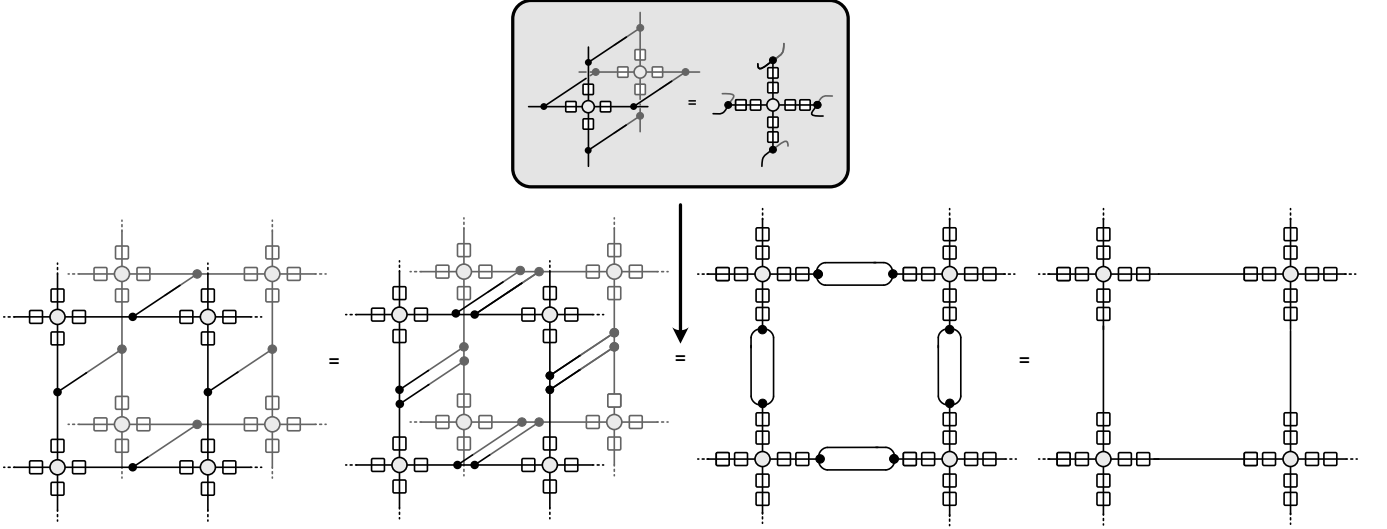 =
=
=
=